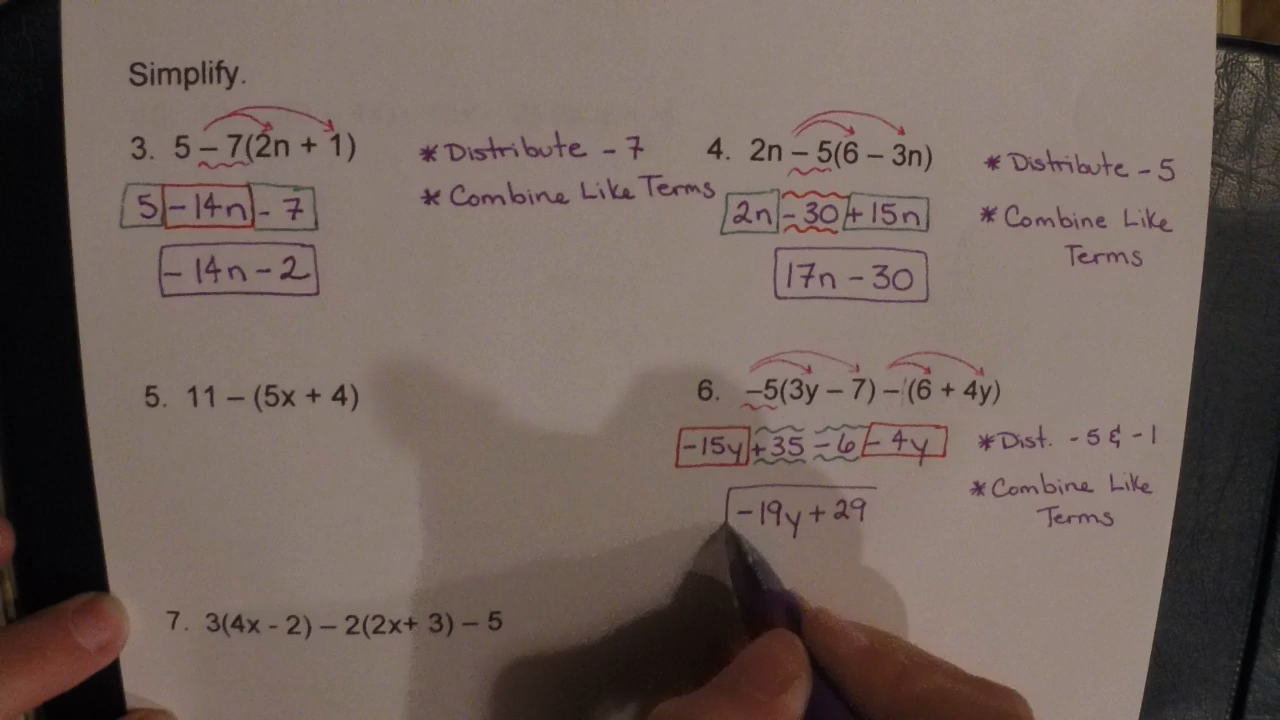 Simplify.
3. 5 – 7(2n + 1)
* Distribute - 7
* Combine Like Terms
5 - 14n - 7
- 14n - 2
4. 2n – 5(6 – 3n)
* Distribute - 5
* Combine Like
Terms
2n - 30 + 15n
17n - 30
5. 11 – (5x + 4)
6. –5(3y – 7) – (6 + 4y)
-15y + 35 - 6 - 4y
* Dist. - 5 & -1
* Combine Like
Terms
-19y + 29
7. 3(4x - 2) – 2(2x+ 3) – 5